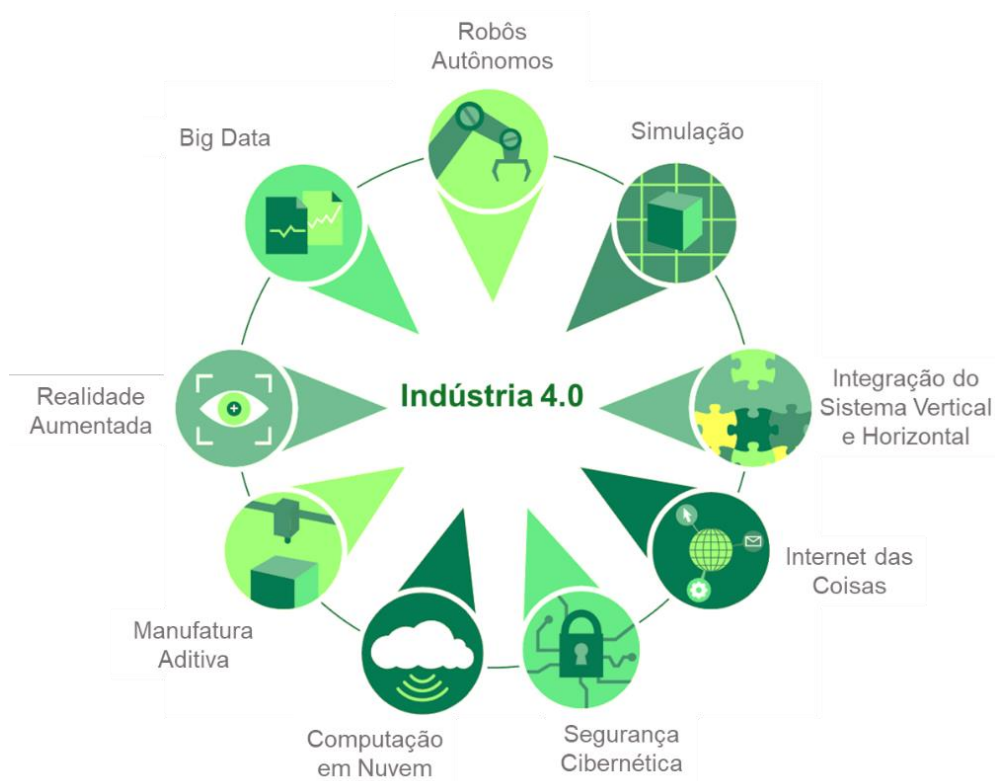 Robôs
Autônomos
Simulação
Integração do
Sistema Vertical
e Horizontal
Internet das
Coisas
Segurança
Cibernética
Computação
em Nuvem
Manufatura
Aditiva
Realidade
Aumentada
Big Data
Indústria 4.0